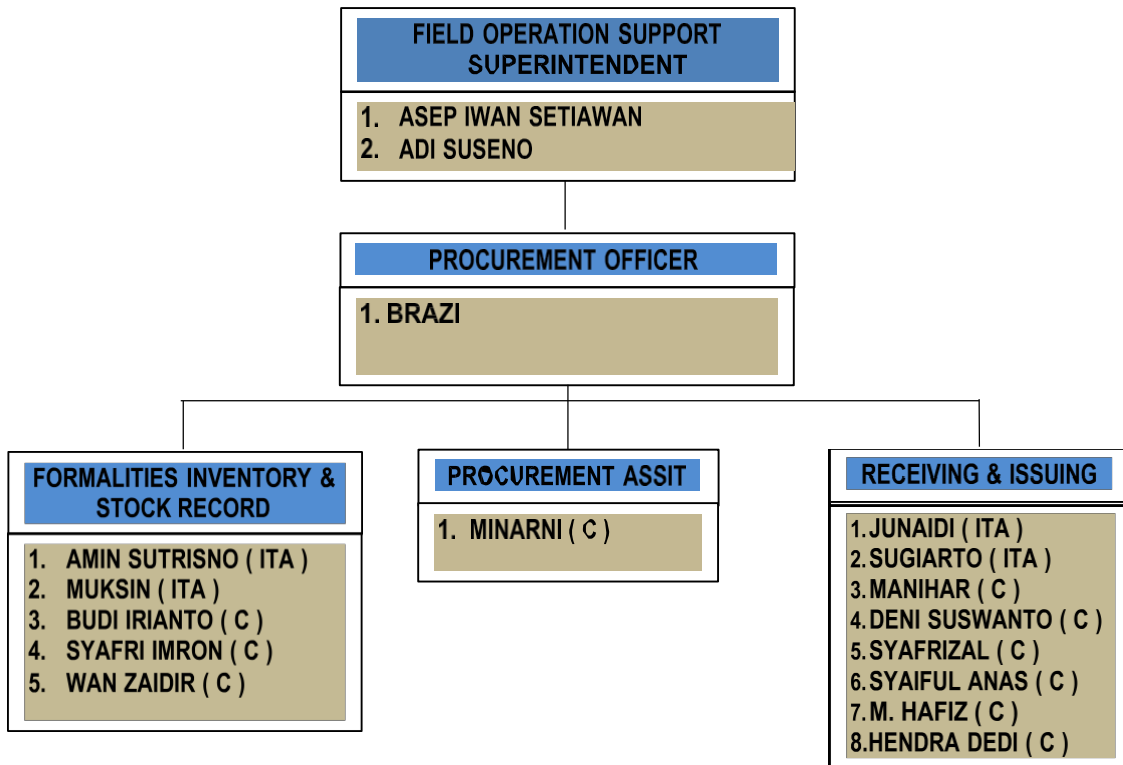 FIELD OPERATION SUPPORT
SUPERINTENDENT
1. ASEP IWAN SETIAWAN
2. ADI SUSENO
PROCUREMENT OFFICER
1. BRAZI
FORMALITIES INVENTORY &
STOCK RECORD
1. AMIN SUTRISNO ( ITA )
2. MUKSIN ( ITA )
3. BUDI IRIANTO ( C )
4. SYAFRI IMRON ( C )
5. WAN ZAIDIR ( C )
PROCUREMENT ASSIT
1. MINARNI ( C )
RECEIVING & ISSUING
1.JUNAIDI ( ITA )
2.SUGIARTO ( ITA )
3.MANIHAR ( C )
4.DENI SUSWANTO ( C )
5.SYAFRIZAL ( C )
6.SYAIFUL ANAS ( C )
7.M. HAFIZ ( C )
8.HENDRA DEDI ( C )